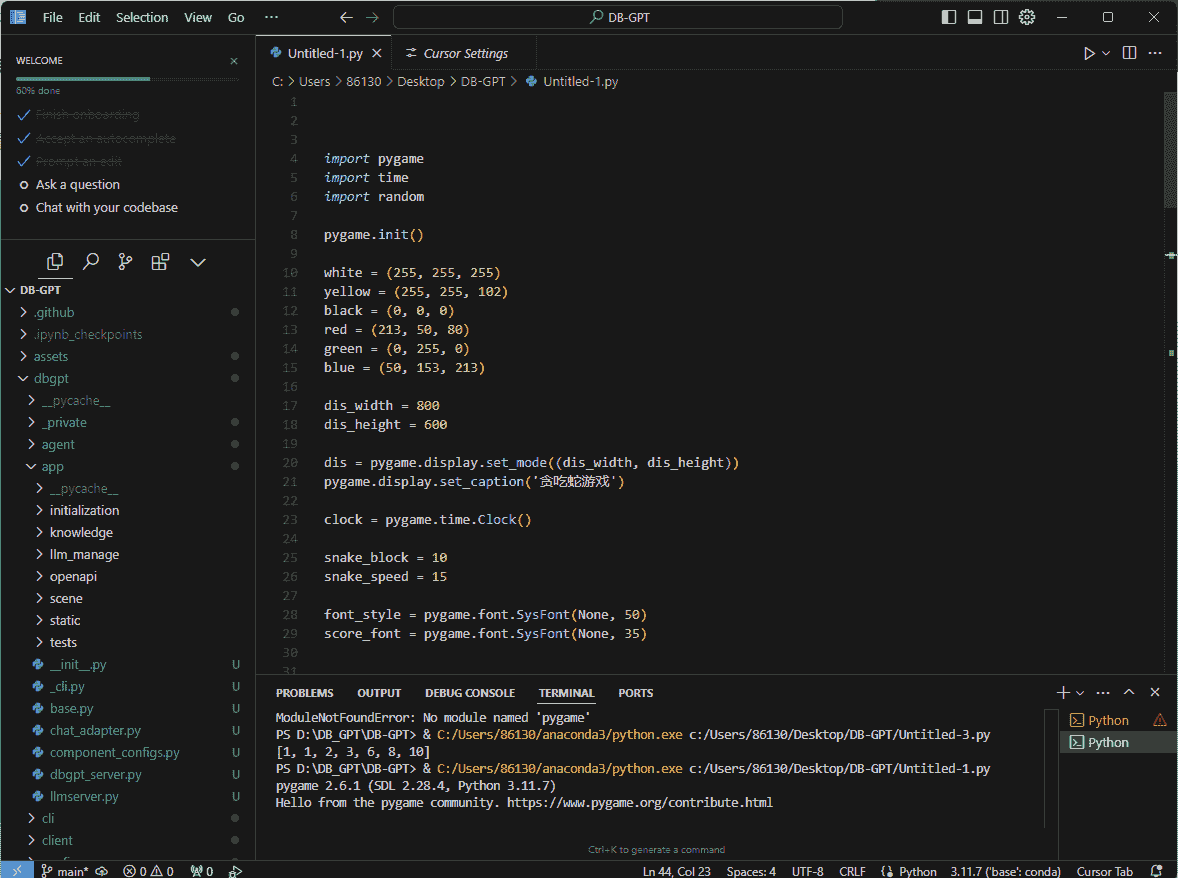 File Edit Selection View Go ···
DB-GPT
WELCOME
60% done
Finish onboarding
Accept an autocomplete
Prompt an edit
Ask a question
Chat with your codebase
DB-GPT
.github
.ipynb_checkpoints
assets
dbgpt
__pycache__
_private
agent
app
__pycache__
initialization
knowledge
llm_manage
openapi
scene
static
tests
__init__.py U
_cli.py U
base.py U
chat_adapter.py U
component_configs.py U
dbgpt_server.py U
llmserver.py U
cli
client
Untitled-1.py Cursor Settings
C: > Users > 86130 > Desktop > DB-GPT > Untitled-1.py
1
2
3
4 import pygame
5 import time
6 import random
7
8 pygame.init()
9
10 white = (255, 255, 255)
11 yellow = (255, 255, 102)
12 black = (0, 0, 0)
13 red = (213, 50, 80)
14 green = (0, 255, 0)
15 blue = (50, 153, 213)
16
17 dis_width = 800
18 dis_height = 600
19
20 dis = pygame.display.set_mode((dis_width, dis_height))
21 pygame.display.set_caption('贪吃蛇游戏')
22
23 clock = pygame.time.Clock()
24
25 snake_block = 10
26 snake_speed = 15
27
28 font_style = pygame.font.SysFont(None, 50)
29 score_font = pygame.font.SysFont(None, 35)
30
31
PROBLEMS OUTPUT DEBUG CONSOLE TERMINAL PORTS
ModuleNotFoundError: No module named 'pygame'
PS D:\DB_GPT\DB-GPT> & C:/Users/86130/anaconda3/python.exe c:/Users/86130/Desktop/DB-GPT/Untitled-3.py
[1, 1, 2, 3, 6, 8, 10]
PS D:\DB_GPT\DB-GPT> & C:/Users/86130/anaconda3/python.exe c:/Users/86130/Desktop/DB-GPT/Untitled-1.py
pygame 2.6.1 (SDL 2.28.4, Python 3.11.7)
Hello from the pygame community. https://www.pygame.org/contribute.html
Ctrl+K to generate a command
Python
Python
main* 0 0 0 Ln 44, Col 23 Spaces: 4 UTF-8 CRLF Python 3.11.7 ('base': conda) Cursor Tab